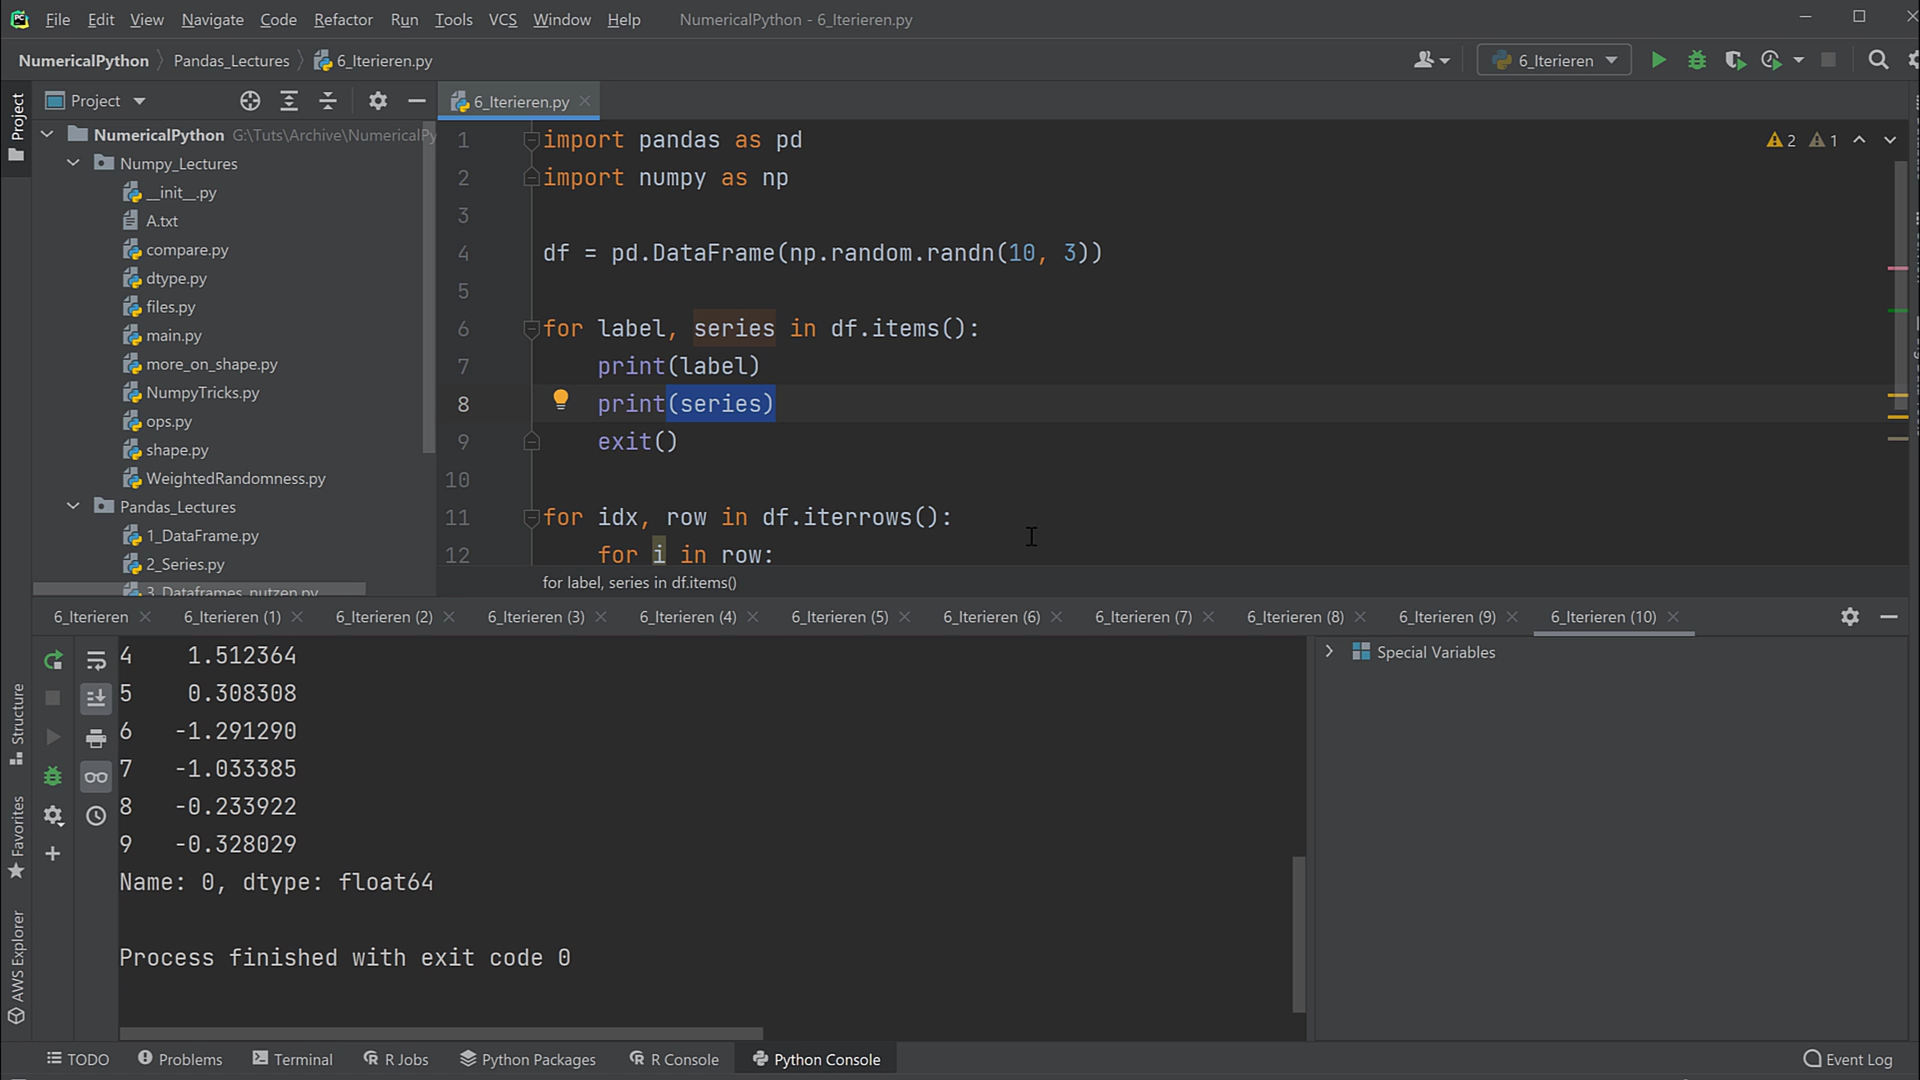 File Edit View Navigate Code Refactor Run Tools VCS Window Help NumericalPython - 6_Iterieren.py
NumericalPython Pandas_Lectures 6_Iterieren.py 6_Iterieren
Project
Project
6_Iterieren.py
NumericalPython G:\Tuts\Archive\NumericalPy
Numpy_Lectures
__init__.py
A.txt
compare.py
dtype.py
files.py
main.py
more_on_shape.py
NumpyTricks.py
ops.py
shape.py
WeightedRandomness.py
Pandas_Lectures
1_DataFrame.py
2_Series.py
3_Dataframes_nutzen.py
1 import pandas as pd
2 import numpy as np
3
4 df = pd.DataFrame(np.random.randn(10, 3))
5
6 for label, series in df.items():
7 print(label)
8 print(series)
9 exit()
10
11 for idx, row in df.iterrows():
12 for i in row:
2 1
for label, series in df.items()
6_Iterieren 6_Iterieren (1) 6_Iterieren (2) 6_Iterieren (3) 6_Iterieren (4) 6_Iterieren (5) 6_Iterieren (6) 6_Iterieren (7) 6_Iterieren (8) 6_Iterieren (9) 6_Iterieren (10)
4 1.512364
5 0.308308
6 -1.291290
7 -1.033385
8 -0.233922
9 -0.328029
Name: 0, dtype: float64
Process finished with exit code 0
Special Variables
Structure
Favorites
AWS Explorer
TODO Problems Terminal R Jobs Python Packages R Console Python Console Event Log